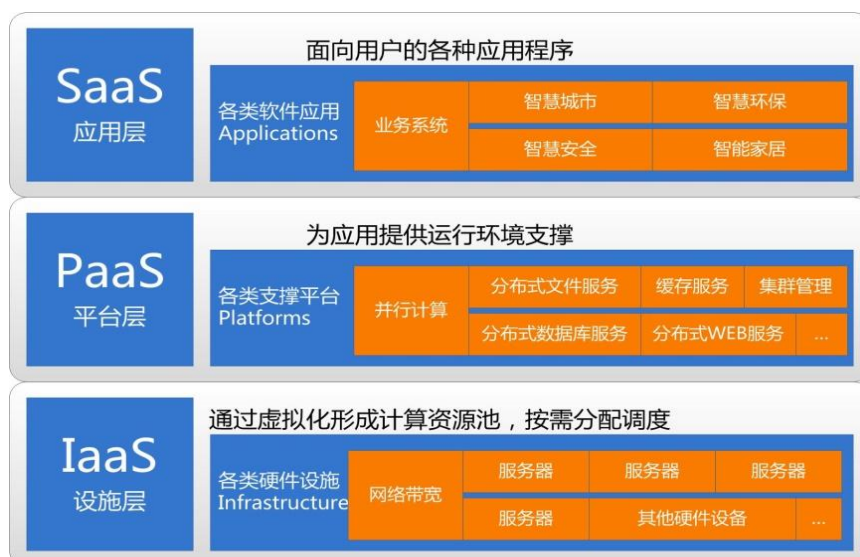 面向用户的各种应用程序
SaaS
应用层
各类软件应用
Applications
业务系统
智慧城市
智慧环保
智慧安全
智能家居
为应用提供运行环境支撑
PaaS
平台层
各类支撑平台
Platforms
并行计算
分布式文件服务
缓存服务
集群管理
分布式数据库服务
分布式WEB服务
...
通过虚拟化形成计算资源池，按需分配调度
IaaS
设施层
各类硬件设施
Infrastructure
网络带宽
服务器
服务器
服务器
服务器
其他硬件设备
...